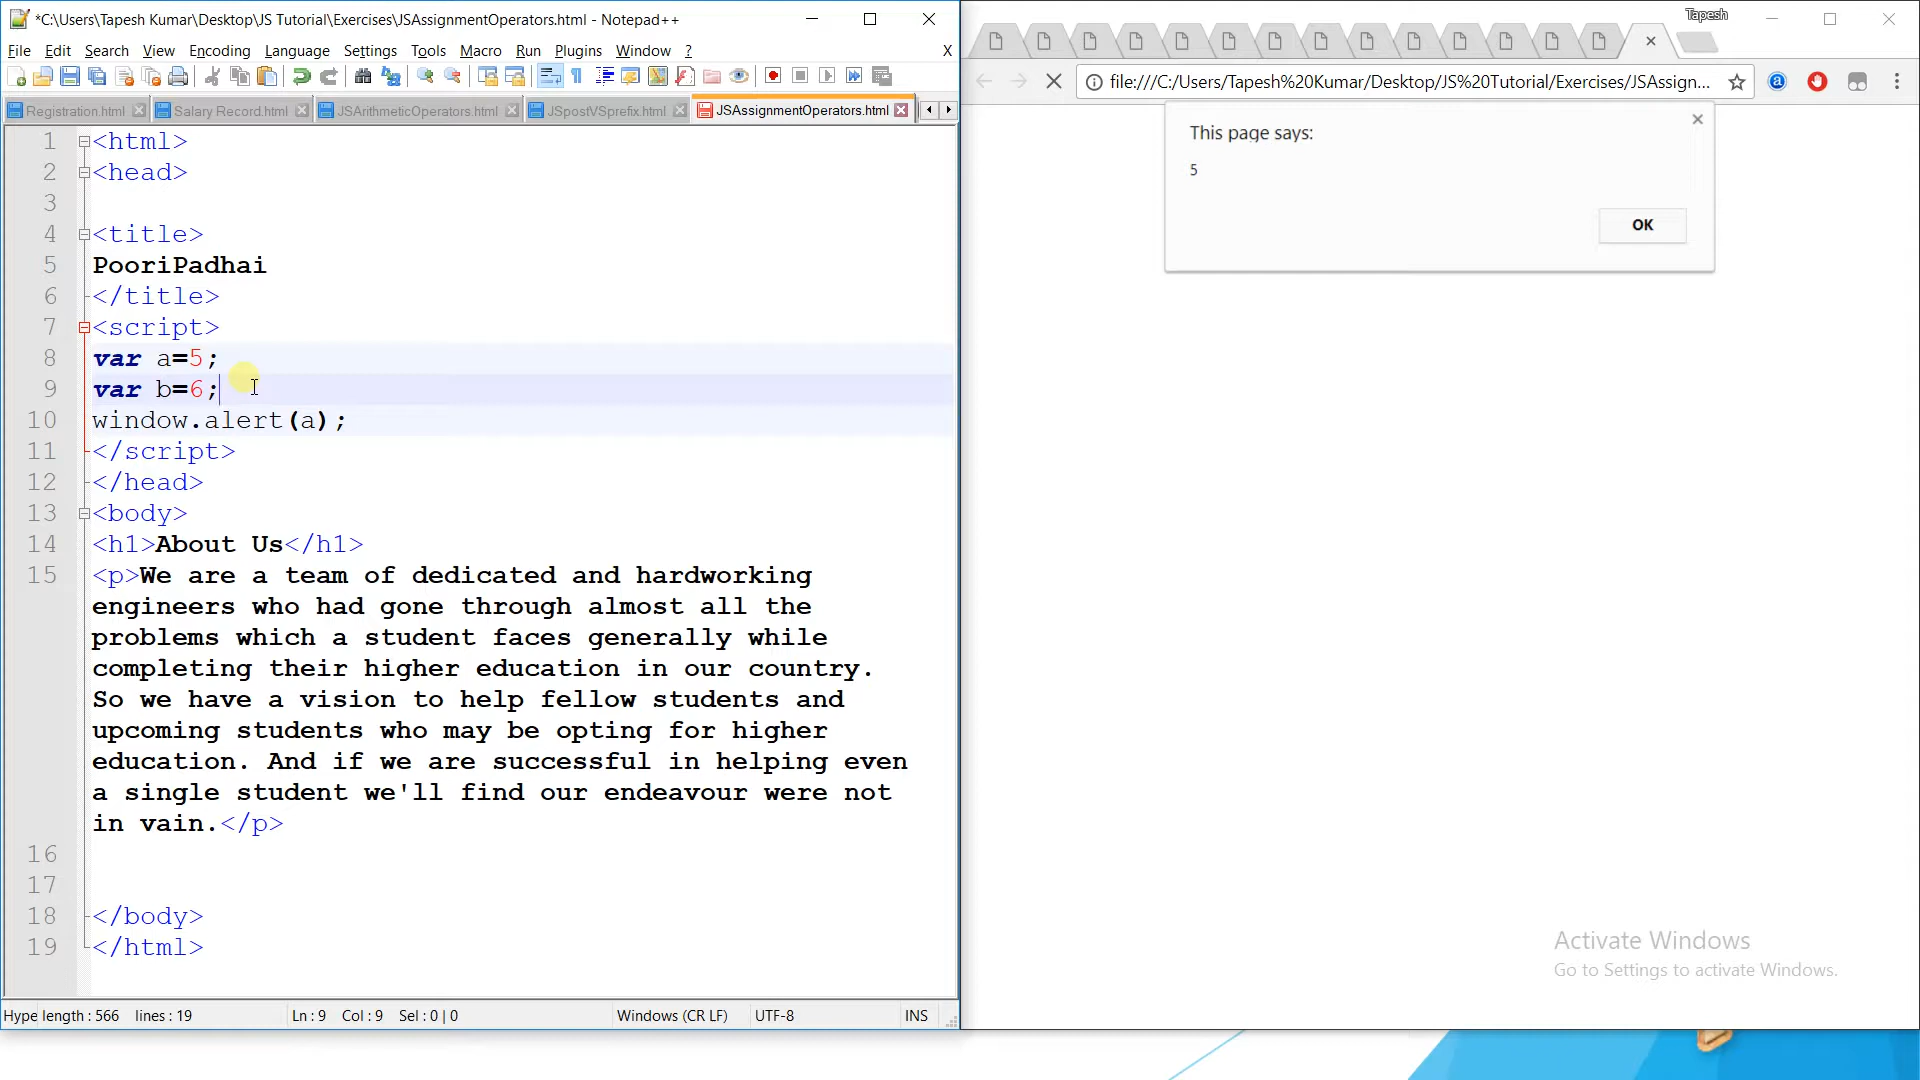 *C:\Users\Tapesh Kumar\Desktop\JS Tutorial\Exercises\JSAssignmentOperators.html - Notepad++
File Edit Search View Encoding Language Settings Tools Macro Run Plugins Window ? X
Registration.html Salary Record.html JSArithmeticOperators.html JSpostVSprefix.html JSAssignmentOperators.html
1 <html>
2 <head>
3
4 <title>
5 PooriPadhai
6 </title>
7 <script>
8 var a=5;
9 var b=6;
10 window.alert(a);
11 </script>
12 </head>
13 <body>
14 <h1>About Us</h1>
15 <p>We are a team of dedicated and hardworking
engineers who had gone through almost all the
problems which a student faces generally while
completing their higher education in our country.
So we have a vision to help fellow students and
upcoming students who may be opting for higher
education. And if we are successful in helping even
a single student we'll find our endeavour were not
in vain.</p>
16
17
18 </body>
19 </html>
Hype length : 566 lines : 19 Ln : 9 Col : 9 Sel : 0 | 0 Windows (CR LF) UTF-8 INS
Tapesh
file:///C:/Users/Tapesh%20Kumar/Desktop/JS%20Tutorial/Exercises/JSAssign...
This page says:
5
OK
Activate Windows
Go to Settings to activate Windows.